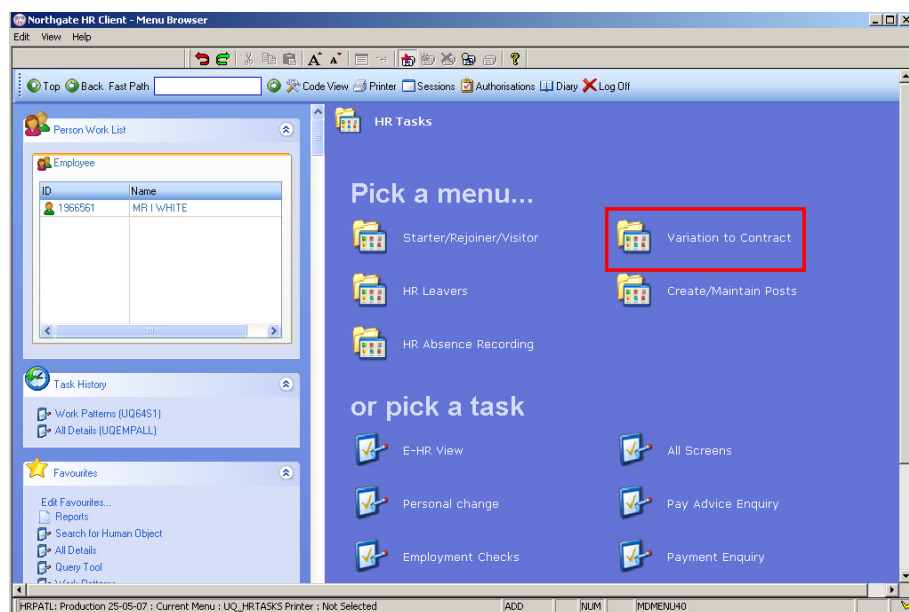 Northgate HR Client - Menu Browser
Edit View Help
Top Back Fast Path Code View Printer Sessions Authorisations Diary Log Off
Person Work List
Employee
ID Name
1966561 MR I WHITE
Task History
Work Patterns (UQ64S1)
All Details (UQEMPALL)
Favourites
Edit Favourites...
Reports
Search for Human Object
All Details
Query Tool
Work Patterns
HR Tasks
Pick a menu...
Starter/Rejoiner/Visitor Variation to Contract
HR Leavers Create/Maintain Posts
HR Absence Recording
or pick a task
E-HR View All Screens
Personal change Pay Advice Enquiry
Employment Checks Payment Enquiry
HRPATL: Production 25-05-07 : Current Menu : UQ_HRTASKS Printer : Not Selected ADD NUM MDMENU40